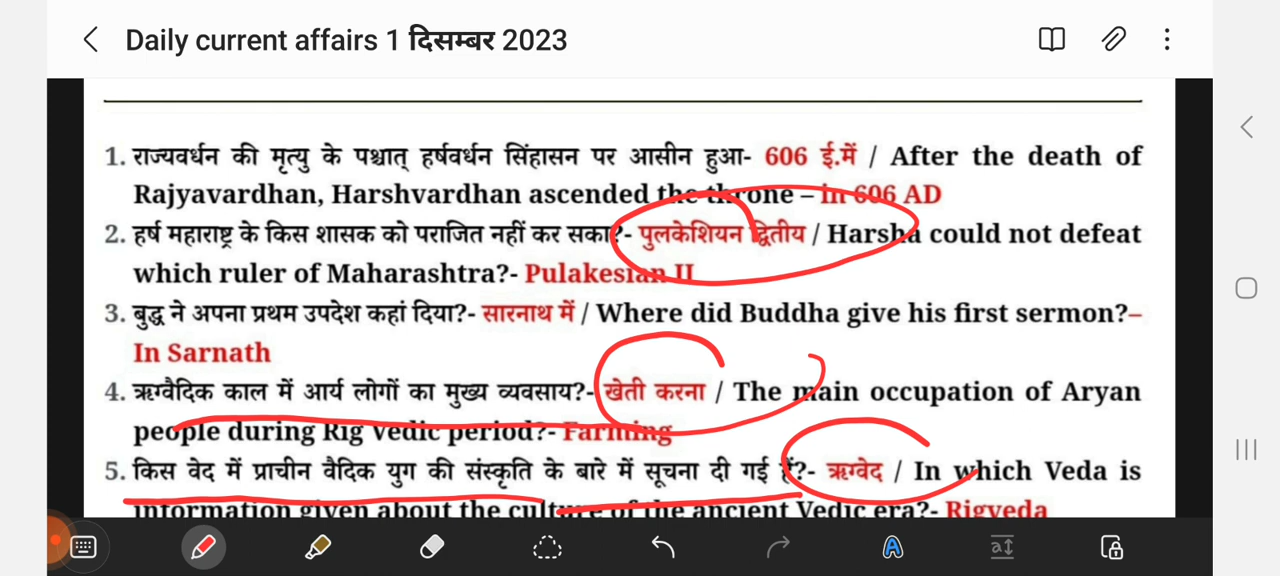 Daily current affairs 1 दिसम्बर 2023
1. राज्यवर्धन की मृत्यु के पश्चात् हर्षवर्धन सिंहासन पर आसीन हुआ- 606 ई.में / After the death of
Rajyavardhan, Harshvardhan ascended the throne – in 606 AD
2. हर्ष महाराष्ट्र के किस शासक को पराजित नहीं कर सका?- पुलकेशियन द्वितीय / Harsha could not defeat
which ruler of Maharashtra?- Pulakesian II
3. बुद्ध ने अपना प्रथम उपदेश कहां दिया?- सारनाथ में / Where did Buddha give his first sermon?–
In Sarnath
4. ऋग्वैदिक काल में आर्य लोगों का मुख्य व्यवसाय?- खेती करना / The main occupation of Aryan
people during Rig Vedic period?- Farming
5. किस वेद में प्राचीन वैदिक युग की संस्कृति के बारे में सूचना दी गई हैं?- ऋग्वेद / In which Veda is
information given about the culture of the ancient Vedic era?- Rigveda